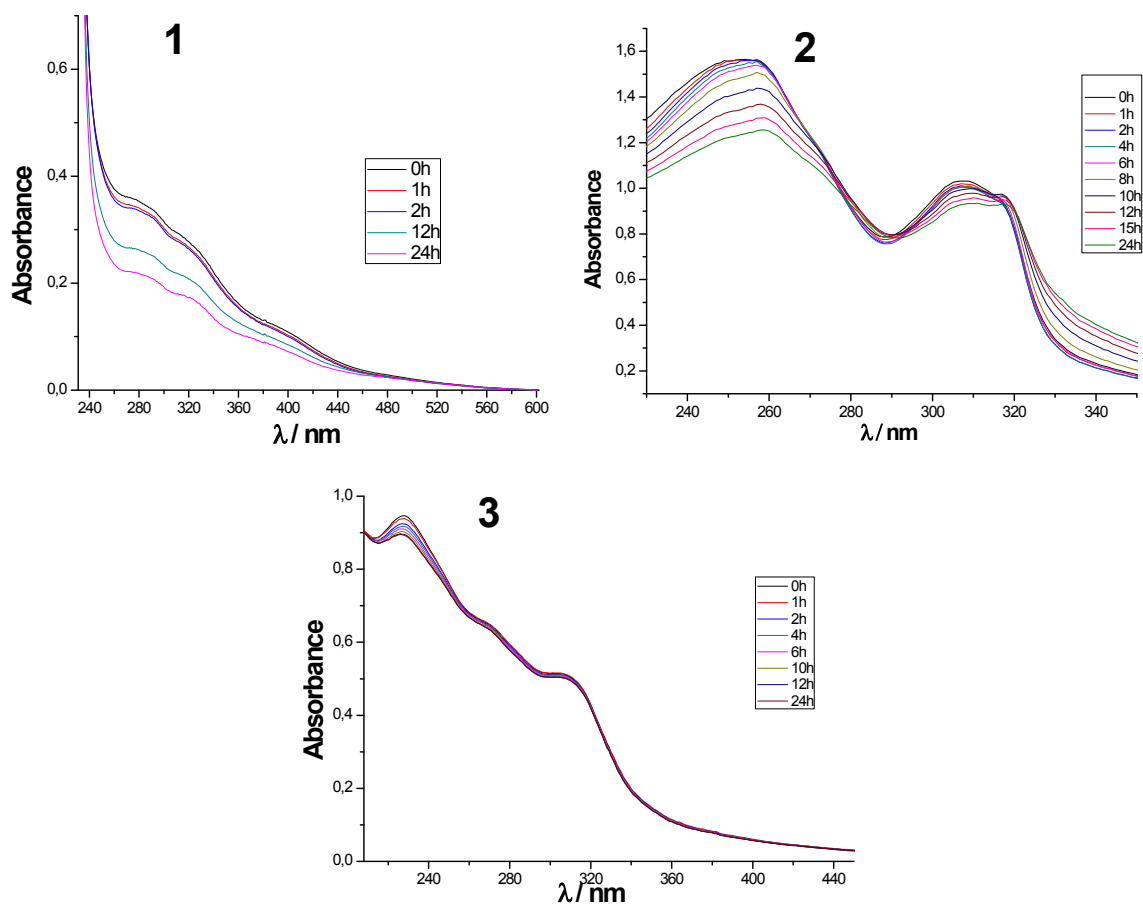 1
Absorbance
0,6
0,4
0,2
0,0
240 280 320 360 400 440 480 520 560 600
λ / nm
0h
1h
2h
12h
24h
2
Absorbance
1,6
1,4
1,2
1,0
0,8
0,6
0,4
0,2
240 260 280 300 320 340
λ / nm
0h
1h
2h
4h
6h
8h
10h
12h
15h
24h
3
Absorbance
1,0
0,8
0,6
0,4
0,2
0,0
240 280 320 360 400 440
λ / nm
0h
1h
2h
4h
6h
10h
12h
24h